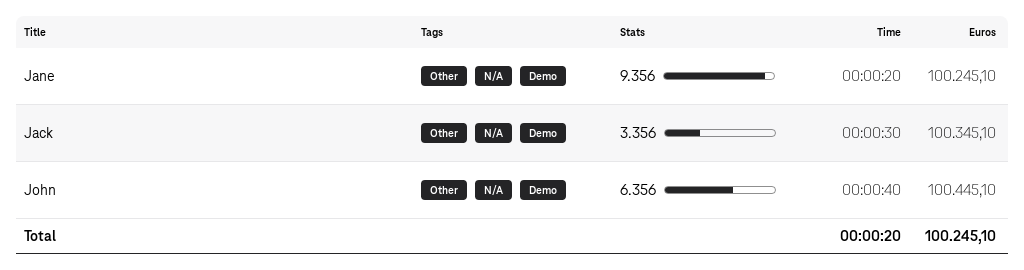 Title Tags Stats Time Euros
Jane Other N/A Demo 9.356 00:00:20 100.245,10
Jack Other N/A Demo 3.356 00:00:30 100.345,10
John Other N/A Demo 6.356 00:00:40 100.445,10
Total 00:00:20 100.245,10